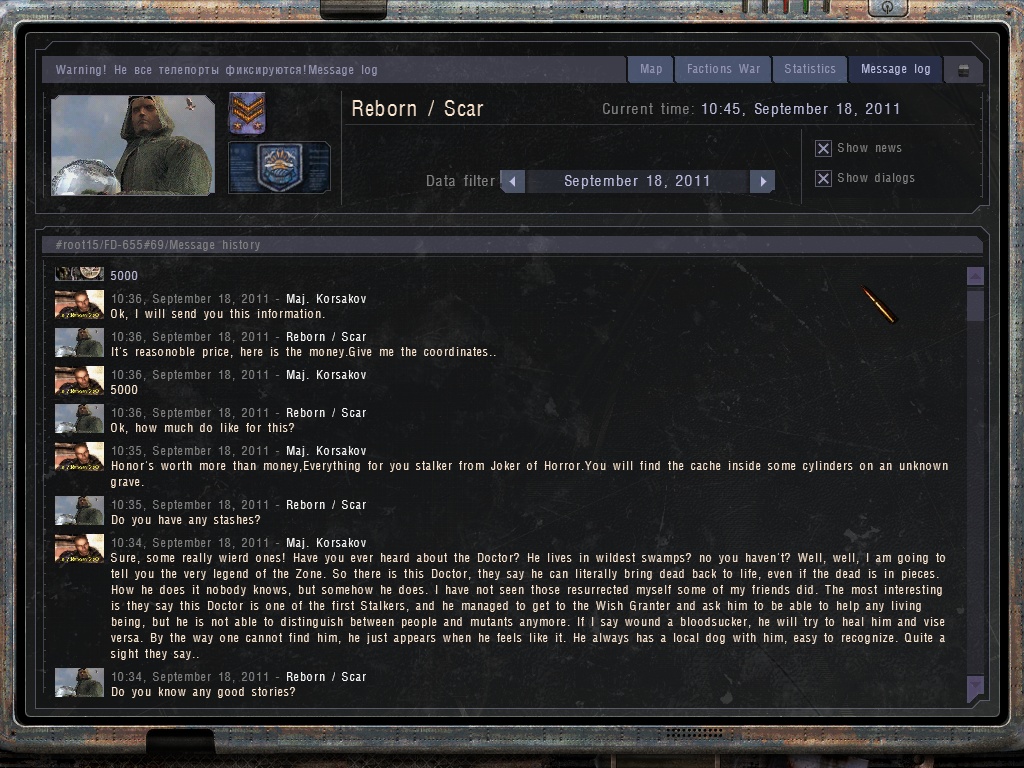 Warning! Не все телепорты фиксируются!Message log
Map
Factions War
Statistics
Message log
Reborn / Scar
Current time: 10:45, September 18, 2011
Show news
Data filter
September 18, 2011
Show dialogs
#root15/FD-655#69/Message history
5000
10:36, September 18, 2011 - Maj. Korsakov
Ok, I will send you this information.
10:36, September 18, 2011 - Reborn / Scar
It's reasonoble price, here is the money.Give me the coordinates..
10:36, September 18, 2011 - Maj. Korsakov
5000
10:36, September 18, 2011 - Reborn / Scar
Ok, how much do like for this?
10:35, September 18, 2011 - Maj. Korsakov
Honor's worth more than money,Everything for you stalker from Joker of Horror.You will find the cache inside some cylinders on an unknown
grave.
10:35, September 18, 2011 - Reborn / Scar
Do you have any stashes?
10:34, September 18, 2011 - Maj. Korsakov
Sure, some really wierd ones! Have you ever heard about the Doctor? He lives in wildest swamps? no you haven't? Well, well, I am going to
tell you the very legend of the Zone. So there is this Doctor, they say he can literally bring dead back to life, even if the dead is in pieces.
How he does it nobody knows, but somehow he does. I have not seen those resurrected myself some of my friends did. The most interesting
is they say this Doctor is one of the first Stalkers, and he managed to get to the Wish Granter and ask him to be able to help any living
being, but he is not able to distinguish between people and mutants anymore. If I say wound a bloodsucker, he will try to heal him and vise
versa. By the way one cannot find him, he just appears when he feels like it. He always has a local dog with him, easy to recognize. Quite a
sight they say..
10:34, September 18, 2011 - Reborn / Scar
Do you know any good stories?